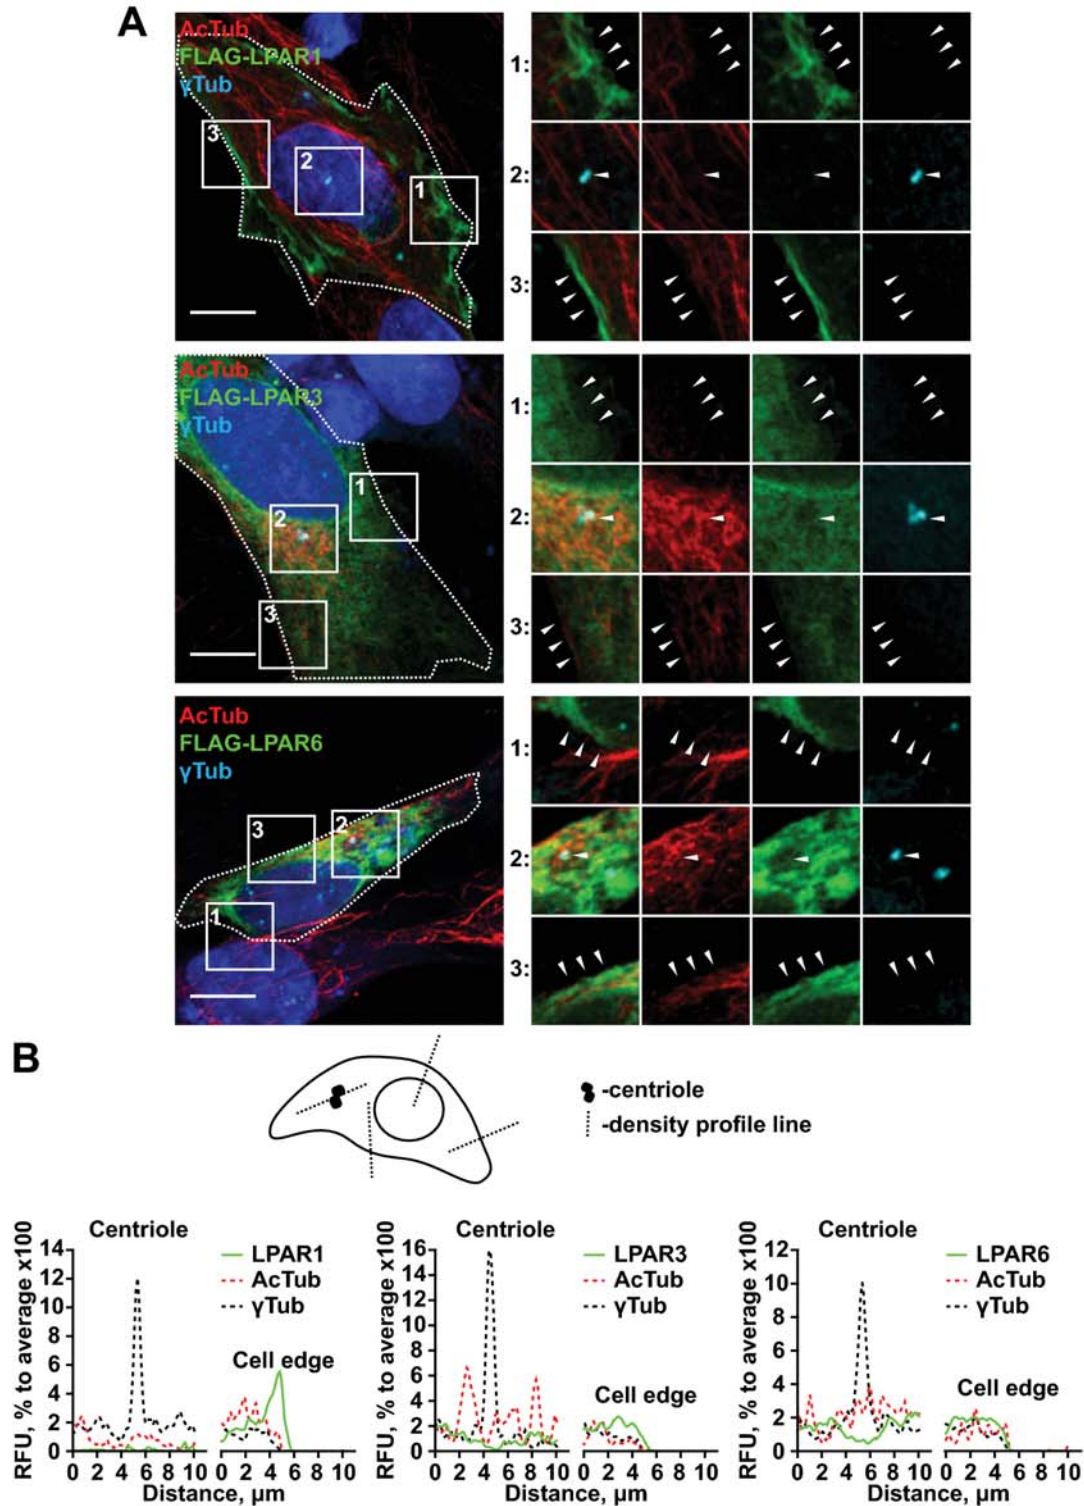 A
AcTub
FLAG-LPAR1
γTub
3
2
1
1:
2:
3:
AcTub
FLAG-LPAR3
γTub
1
2
3
1:
2:
3:
AcTub
FLAG-LPAR6
γTub
3
2
1
1:
2:
3:
B
-centriole
-density profile line
RFU, % to average x100
Centriole
14
12
10
8
6
4
2
0
LPAR1
AcTub
γTub
Cell edge
0 2 4 6 8 10
0 2 4 6 8 10
Distance, μm
RFU, % to average x100
Centriole
16
14
12
10
8
6
4
2
0
LPAR3
AcTub
γTub
Cell edge
0 2 4 6 8 10
0 2 4 6 8 10
Distance, μm
RFU, % to average x100
Centriole
12
10
8
6
4
2
0
LPAR6
AcTub
γTub
Cell edge
0 2 4 6 8 10
0 2 4 6 8 10
Distance, μm